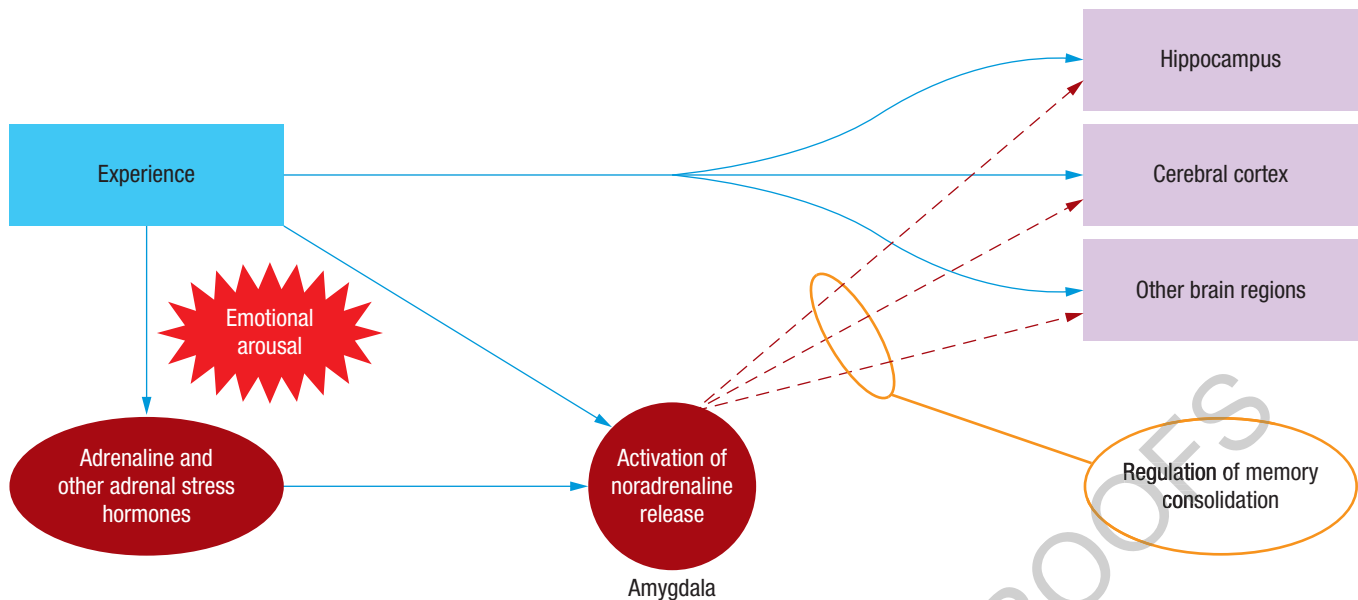 Hippocampus
Experience
Cerebral cortex
Emotional
arousal
Other brain regions
Adrenaline and
other adrenal stress
hormones
Activation of
noradrenaline
release
Amygdala
Regulation of memory
consolidation
OOFS